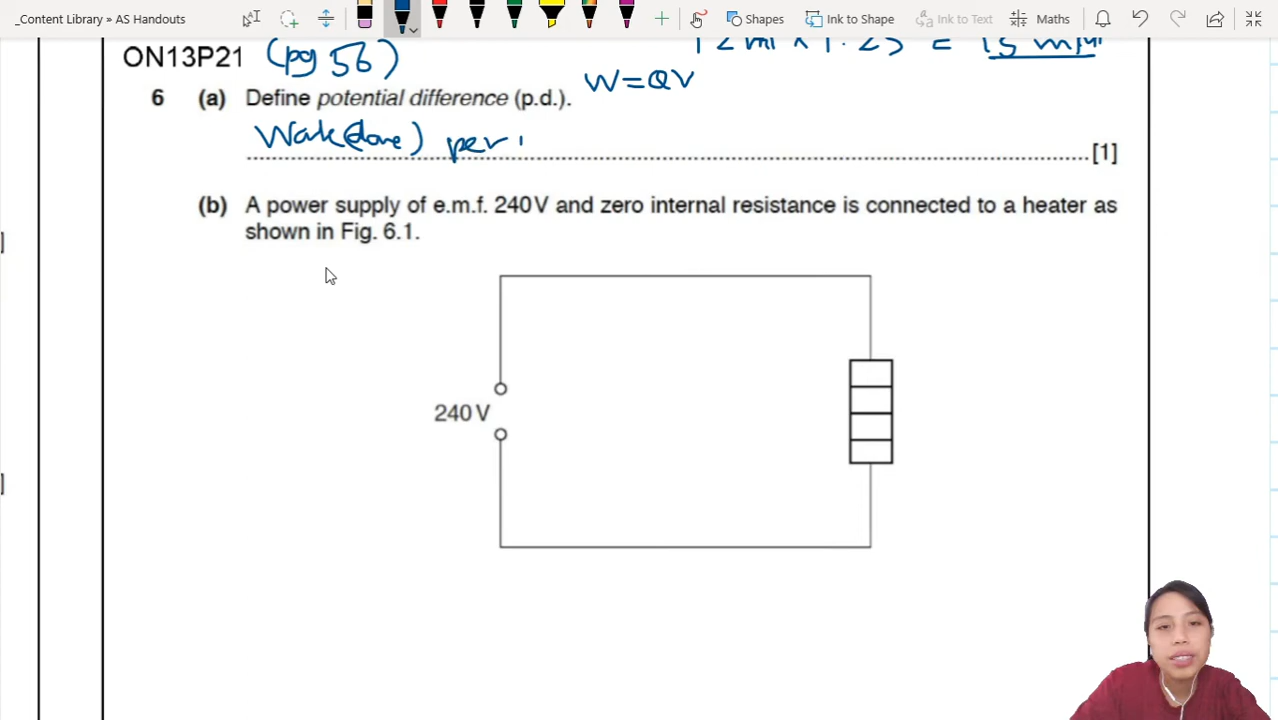 _Content Library » AS Handouts
Shapes
Ink to Shape
Ink to Text
Maths
ON13P21 (pg 56)
= 15
W=QV
6 (a) Define potential difference (p.d.).
Work(done) per
[1]
(b) A power supply of e.m.f. 240V and zero internal resistance is connected to a heater as
shown in Fig. 6.1.
]
240V
]